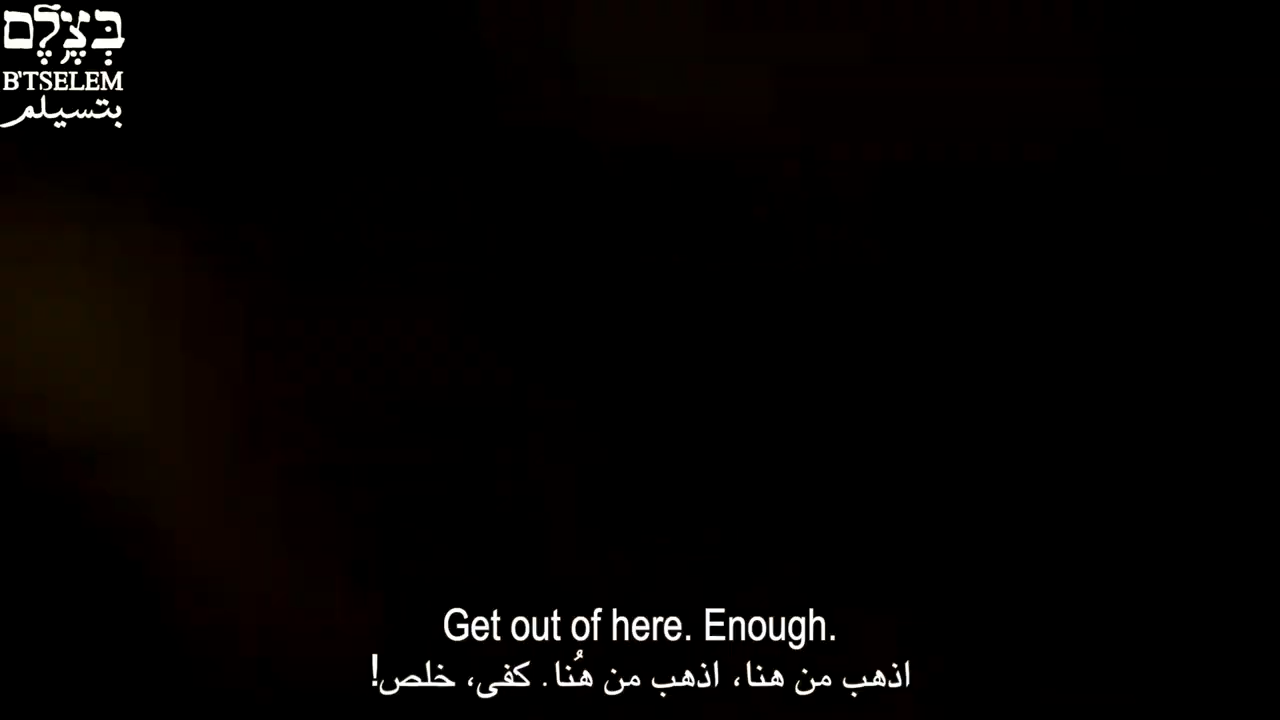 בְּצֶלֶם
B'TSELEM
بتسيلم
Get out of here. Enough.
اذهب من هنا، اذهب من هُنا. كفى، خلص!